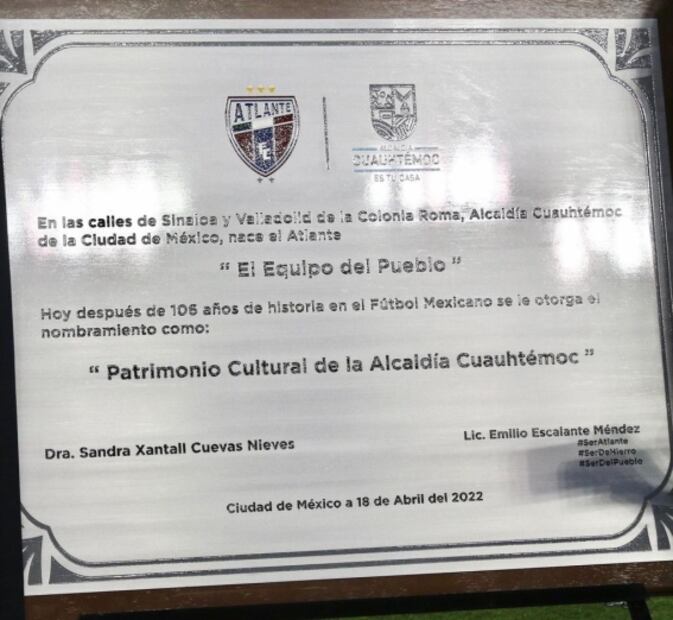 ATLANTE
ALCALDÍA
CUAUHTÉMOC
ES TU CASA
En las calles de Sinaloa y Valladolid de la Colonia Roma, Alcaldía Cuauhtémoc
de la Ciudad de México, nace el Atlante
“ El Equipo del Pueblo ”
Hoy después de 106 años de historia en el Fútbol Mexicano se le otorga el
nombramiento como:
“ Patrimonio Cultural de la Alcaldía Cuauhtémoc ”
Dra. Sandra Xantall Cuevas Nieves
Lic. Emilio Escalante Méndez
#SerAtlante
#SerDeHierro
#SerDelPueblo
Ciudad de México a 18 de Abril del 2022